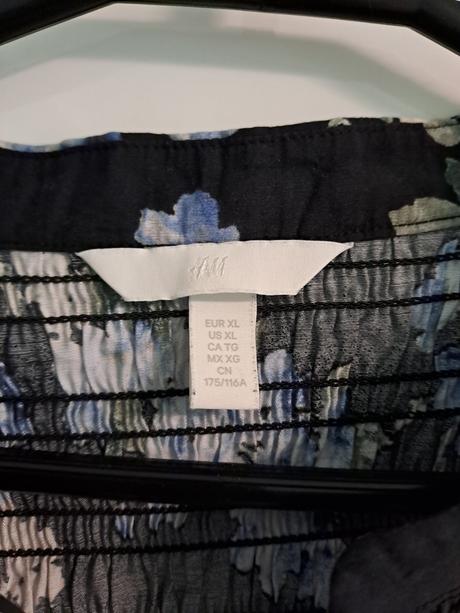 H&M
EUR XL
US XL
CA TG
MX XG
CN
175/116A